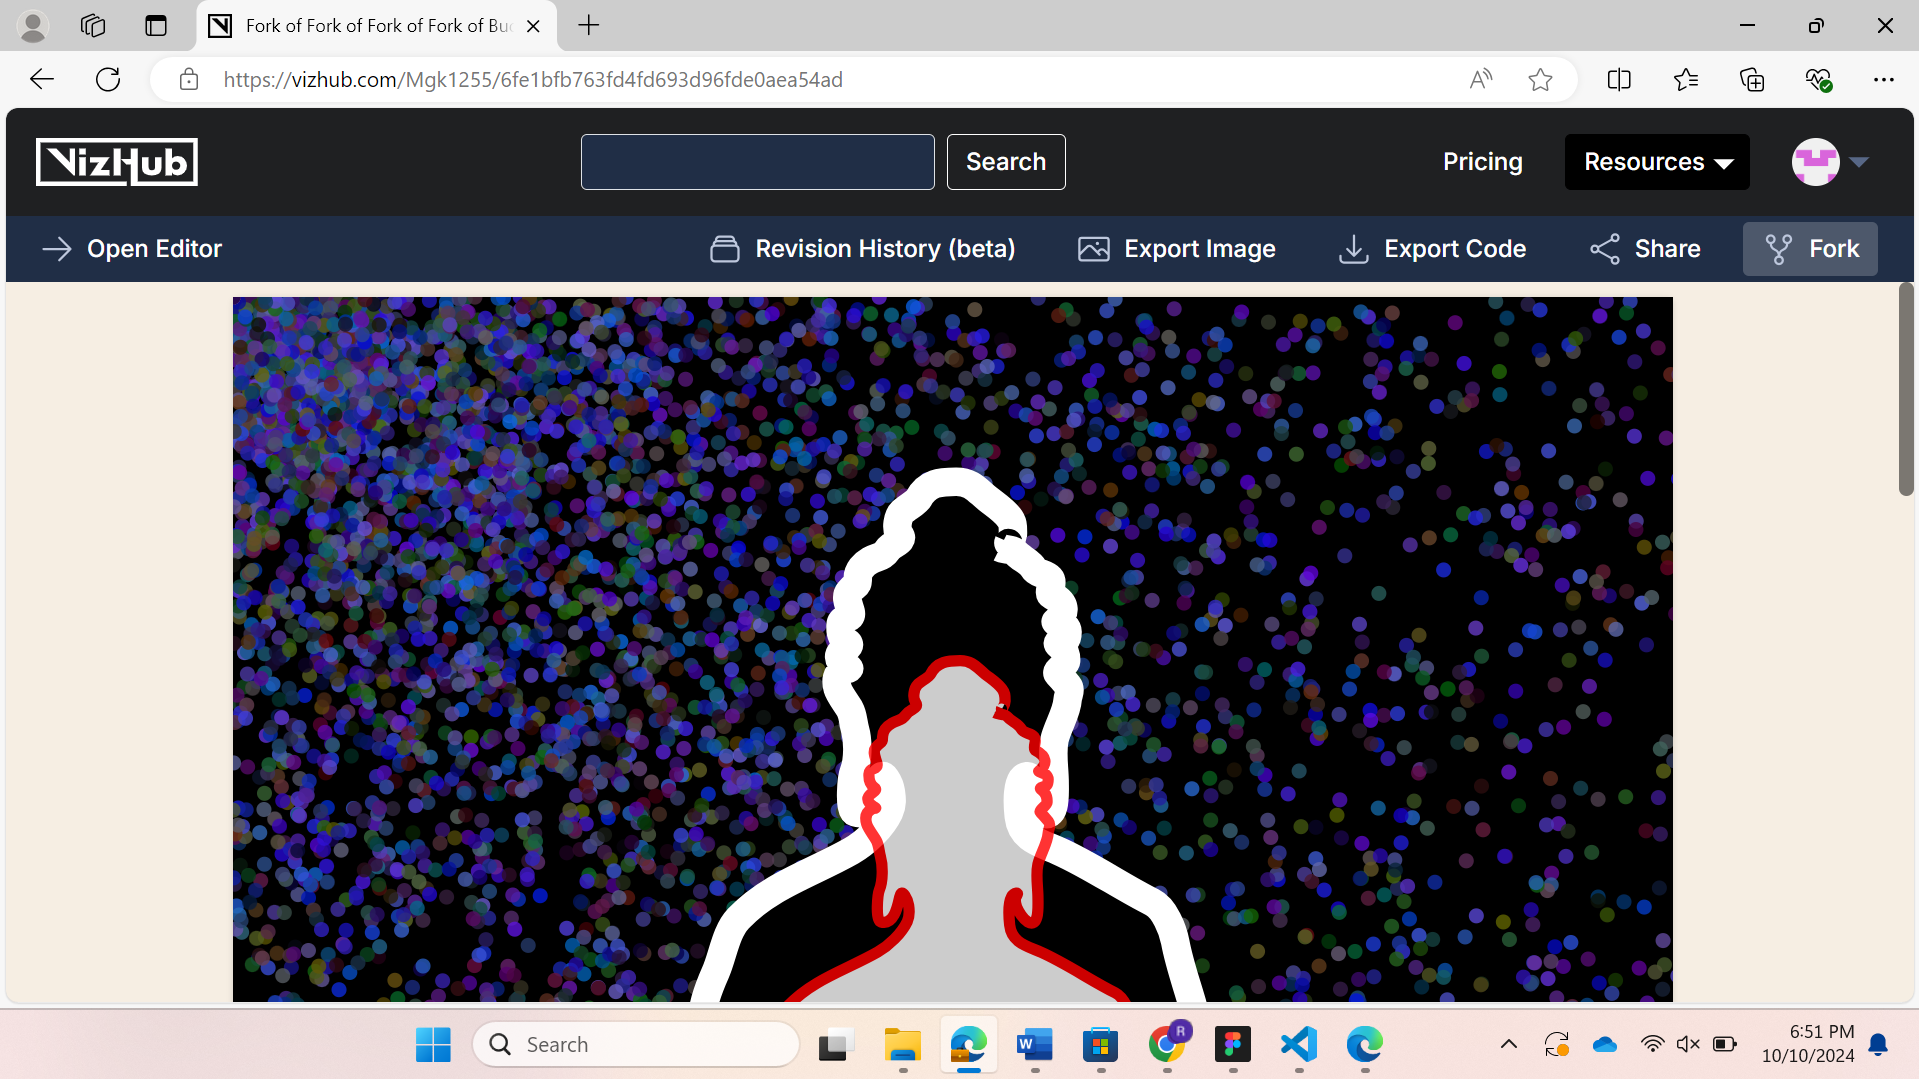 Fork of Fork of Fork of Fork of Buc
https://vizhub.com/Mgk1255/6fe1bfb763fd4fd693d96fde0aea54ad
VizHub
Search
Pricing
Resources
Open Editor
Revision History (beta)
Export Image
Export Code
Share
Fork
Search
R
6:51 PM
10/10/2024